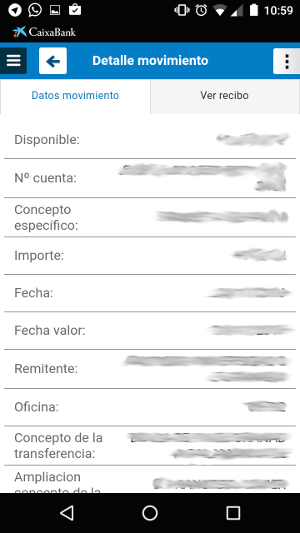 10:59
CaixaBank
Detalle movimiento
Datos movimiento
Ver recibo
Disponible:
Nº cuenta:
Concepto
específico:
Importe:
Fecha:
Fecha valor:
Remitente:
Oficina:
Concepto de la
transferencia:
Ampliacion
concepto de la